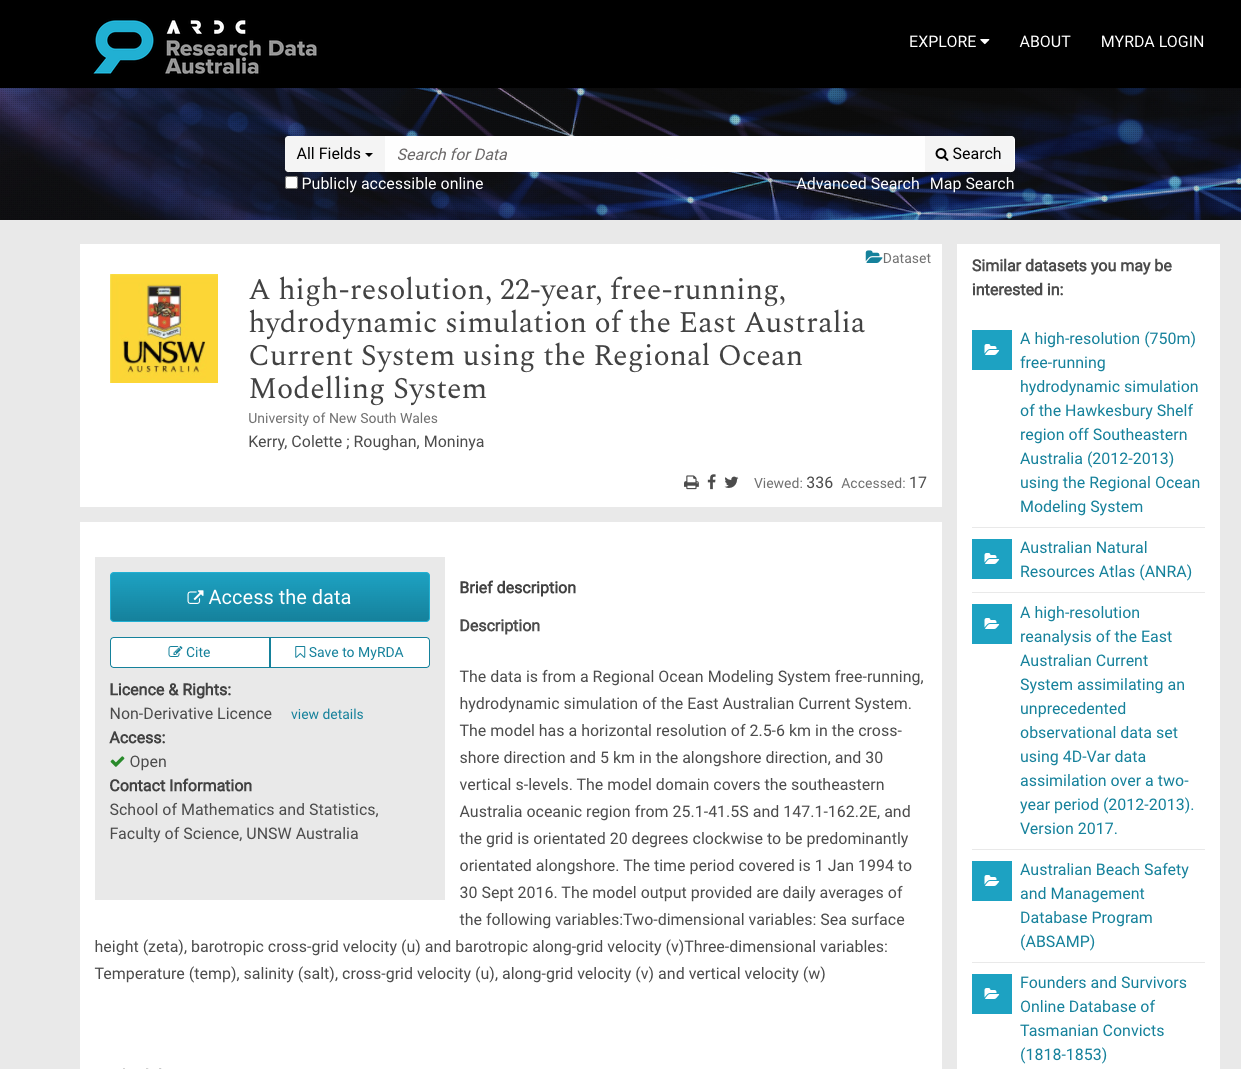 ARDC
Research Data
Australia
EXPLORE
ABOUT
MYRDA LOGIN
All Fields
Search for Data
Search
Publicly accessible online
Advanced Search
Map Search
Dataset
UNSW
AUSTRALIA
A high-resolution, 22-year, free-running,
hydrodynamic simulation of the East Australia
Current System using the Regional Ocean
Modelling System
University of New South Wales
Kerry, Colette ; Roughan, Moninya
Viewed: 336 Accessed: 17
Access the data
Cite
Save to MyRDA
Licence & Rights:
Non-Derivative Licence view details
Access:
Open
Contact Information
School of Mathematics and Statistics,
Faculty of Science, UNSW Australia
Brief description
Description
The data is from a Regional Ocean Modeling System free-running,
hydrodynamic simulation of the East Australian Current System.
The model has a horizontal resolution of 2.5-6 km in the cross-
shore direction and 5 km in the alongshore direction, and 30
vertical s-levels. The model domain covers the southeastern
Australia oceanic region from 25.1-41.5S and 147.1-162.2E, and
the grid is orientated 20 degrees clockwise to be predominantly
orientated alongshore. The time period covered is 1 Jan 1994 to
30 Sept 2016. The model output provided are daily averages of
the following variables:Two-dimensional variables: Sea surface
height (zeta), barotropic cross-grid velocity (u) and barotropic along-grid velocity (v)Three-dimensional variables:
Temperature (temp), salinity (salt), cross-grid velocity (u), along-grid velocity (v) and vertical velocity (w)
Similar datasets you may be
interested in:
A high-resolution (750m)
free-running
hydrodynamic simulation
of the Hawkesbury Shelf
region off Southeastern
Australia (2012-2013)
using the Regional Ocean
Modeling System
Australian Natural
Resources Atlas (ANRA)
A high-resolution
reanalysis of the East
Australian Current
System assimilating an
unprecedented
observational data set
using 4D-Var data
assimilation over a two-
year period (2012-2013).
Version 2017.
Australian Beach Safety
and Management
Database Program
(ABSAMP)
Founders and Survivors
Online Database of
Tasmanian Convicts
(1818-1853)